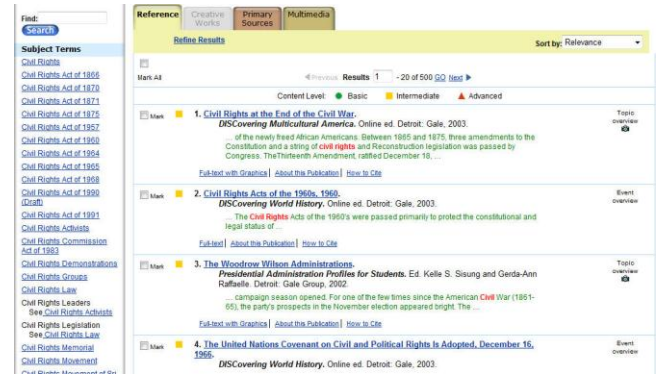 Find:
Search
Subject Terms
Civil Rights
Civil Rights Act of 1866
Civil Rights Act of 1870
Civil Rights Act of 1871
Civil Rights Act of 1875
Civil Rights Act of 1957
Civil Rights Act of 1960
Civil Rights Act of 1964
Civil Rights Act of 1965
Civil Rights Act of 1968
Civil Rights Act of 1990
(Draft)
Civil Rights Act of 1991
Civil Rights Activists
Civil Rights Commission
Act of 1983
Civil Rights Demonstrations
Civil Rights Groups
Civil Rights Law
Civil Rights Leaders
See Civil Rights Activists
Civil Rights Legislation
See Civil Rights Law
Civil Rights Memorial
Civil Rights Movement
Civil Rights Movement of Sri
Reference
Creative
Works
Primary
Sources
Multimedia
Refine Results
Sort by: Relevance
Mark All
Previous Results 1 - 20 of 500 GO Next
Content Level: Basic Intermediate Advanced
Mark 1. Civil Rights at the End of the Civil War.
DISCovering Multicultural America. Online ed. Detroit: Gale, 2003.
... of the newly freed African Americans. Between 1865 and 1875, three amendments to the
Constitution and a string of civil rights and Reconstruction legislation was passed by
Congress. TheThirteenth Amendment, ratified December 18, ...
Full-text with Graphics | About this Publication | How to Cite
Topic
overview
Mark 2. Civil Rights Acts of the 1960s, 1960.
DISCovering World History. Online ed. Detroit: Gale, 2003.
... The Civil Rights Acts of the 1960's were passed primarily to protect the constitutional and
legal status of ...
Full-text | About this Publication | How to Cite
Event
overview
Mark 3. The Woodrow Wilson Administrations.
Presidential Administration Profiles for Students. Ed. Kelle S. Sisung and Gerda-Ann
Raffaelle. Detroit: Gale Group, 2002.
... campaign season opened. For one of the few times since the American Civil War (1861-
65), the party's prospects in the November election appeared bright. The ...
Full-text with Graphics | About this Publication | How to Cite
Topic
overview
Mark 4. The United Nations Covenant on Civil and Political Rights Is Adopted, December 16,
1966.
DISCovering World History. Online ed. Detroit: Gale, 2003.
Event
overview